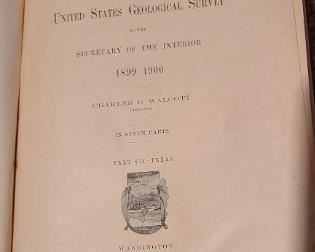 UNITED STATES GEOLOGICAL SURVEY
TO THE
SECRETARY OF THE INTERIOR
1899-1900
CHARLES D. WALCOTT
DIRECTOR
IN SEVEN PARTS
PART VII—TEXAS
WASHINGTON